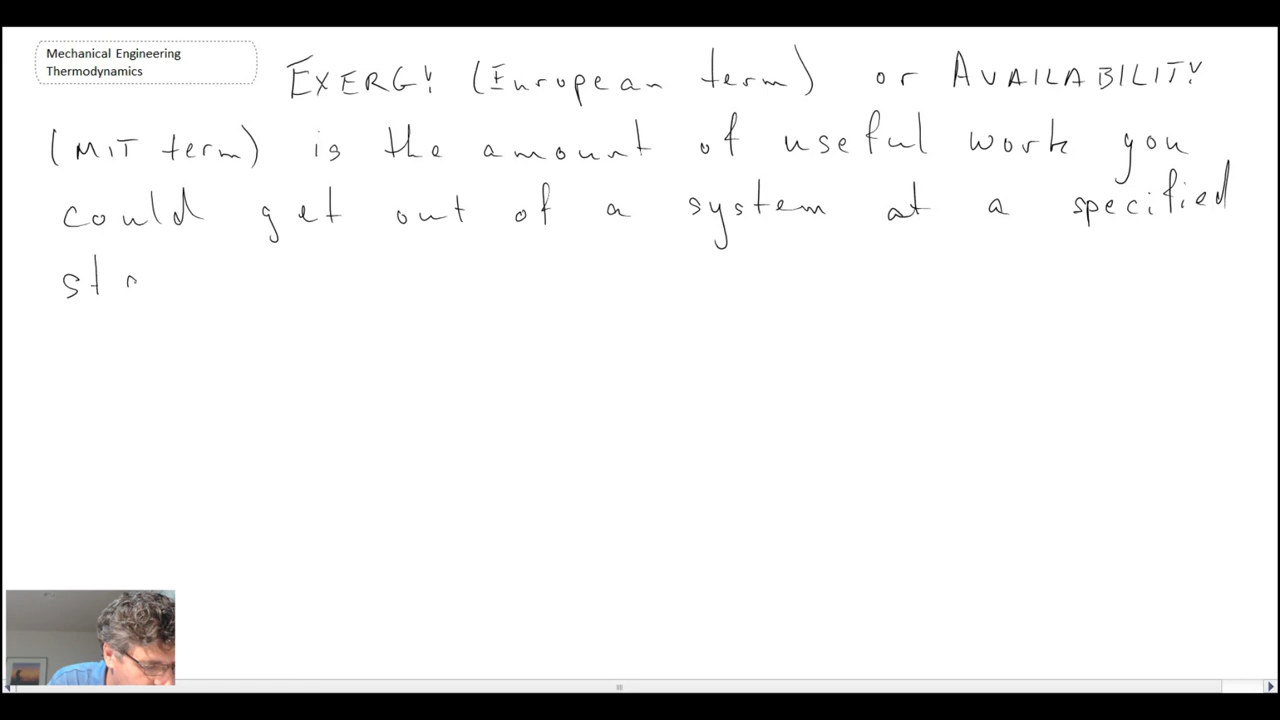 Mechanical Engineering
Thermodynamics
EXERGY (European term) or AVAILABILITY
(MIT term) is the amount of useful work you
could get out of a system at a specified
sta